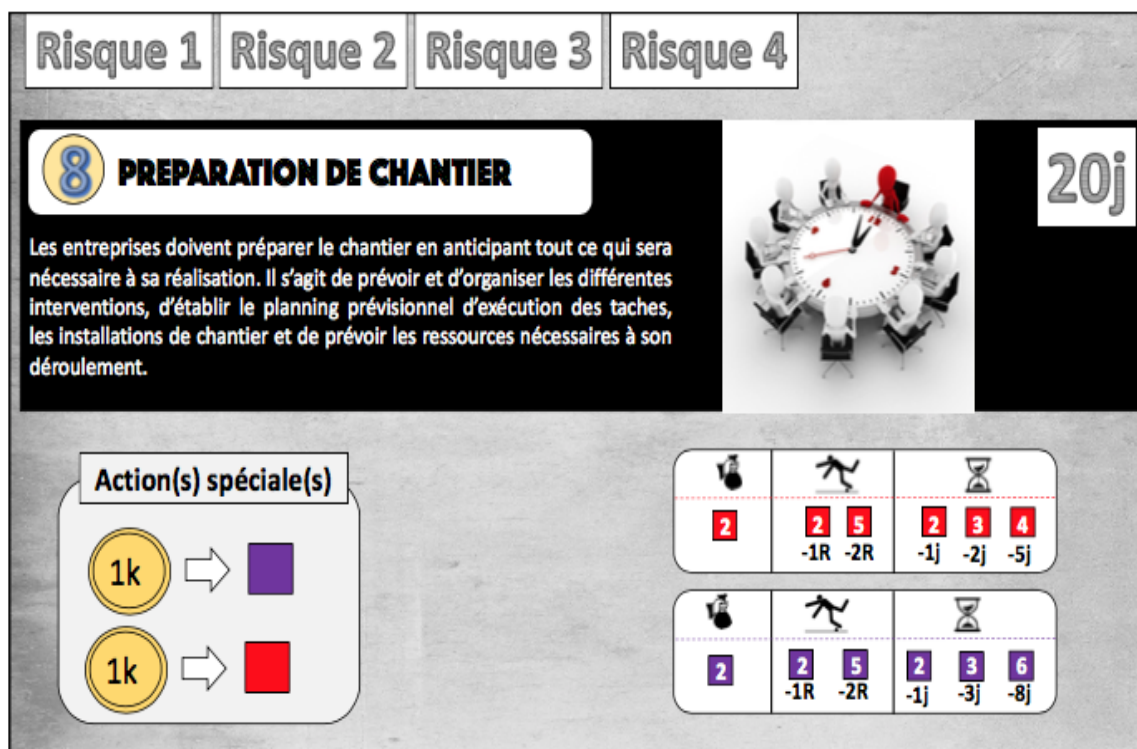 Risque 1 Risque 2 Risque 3 Risque 4
8 PREPARATION DE CHANTIER
20j
Les entreprises doivent préparer le chantier en anticipant tout ce qui sera
nécessaire à sa réalisation. Il s'agit de prévoir et d'organiser les différentes
interventions, d'établir le planning prévisionnel d'exécution des taches,
les installations de chantier et de prévoir les ressources nécessaires à son
déroulement.
Action(s) spéciale(s)
1k
1k
2 2 5 2 3 4
-1R -2R -1j -2j -5j
2 2 5 2 3 6
-1R -2R -1j -3j -8j